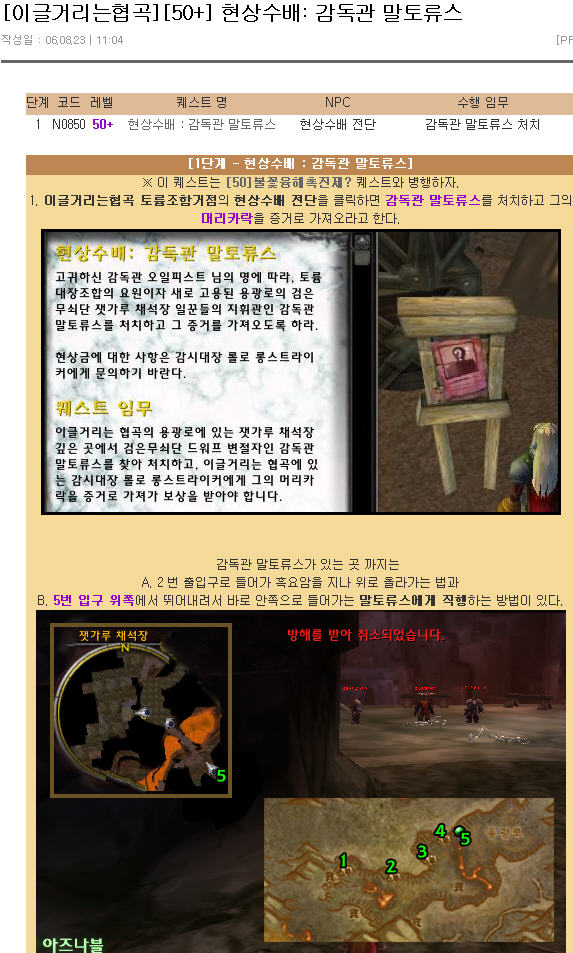 [이글거리는협곡][50+] 현상수배: 감독관 말토류스
작성일 : 06.08.23 | 11:04
[PF
단계 코드 레벨 퀘스트 명 NPC 수행 임무
1 N0850 50+ 현상수배 : 감독관 말토류스 현상수배 전단 감독관 말토류스 처치
[1단계 - 현상수배 : 감독관 말토류스]
※ 이 퀘스트는 [50]불꽃융해촉진제? 퀘스트와 병행하자.
1. 이글거리는협곡 토륨조합거점의 현상수배 전단을 클릭하면 감독관 말토류스를 처치하고 그의
머리카락을 증거로 가져오라고 한다.
현상수배: 감독관 말토류스
고귀하신 감독관 오일피스트 님의 명에 따라, 토륨
대장조합의 요원이자 새로 고용된 용광로의 검은
무쇠단 잿가루 채석장 일꾼들의 지휘관인 감독관
말토류스를 처치하고 그 증거를 가져오도록 하라.
현상금에 대한 사항은 감시대장 롤로 롱스트라이
커에게 문의하기 바란다.
퀘스트 임무
이글거리는 협곡의 용광로에 있는 잿가루 채석장
깊은 곳에서 검은무쇠단 드워프 변절자인 감독관
말토류스를 찾아 처치하고, 이글거리는 협곡에 있
는 감시대장 롤로 롱스트라이커에게 그의 머리카
락을 증거로 가져가 보상을 받아야 합니다.
감독관 말토류스가 있는 곳 까지는
A. 2번 출입구로 들어가 흑요암을 지나 위로 올라가는 법과
B. 5번 입구 위쪽에서 뛰어내려서 바로 안쪽으로 들어가는 말토류스에게 직행하는 방법이 있다.
잿가루 채석장
N
방해를 받아 취소되었습니다.
5
1
2
3
4
5
용광로
아즈나블